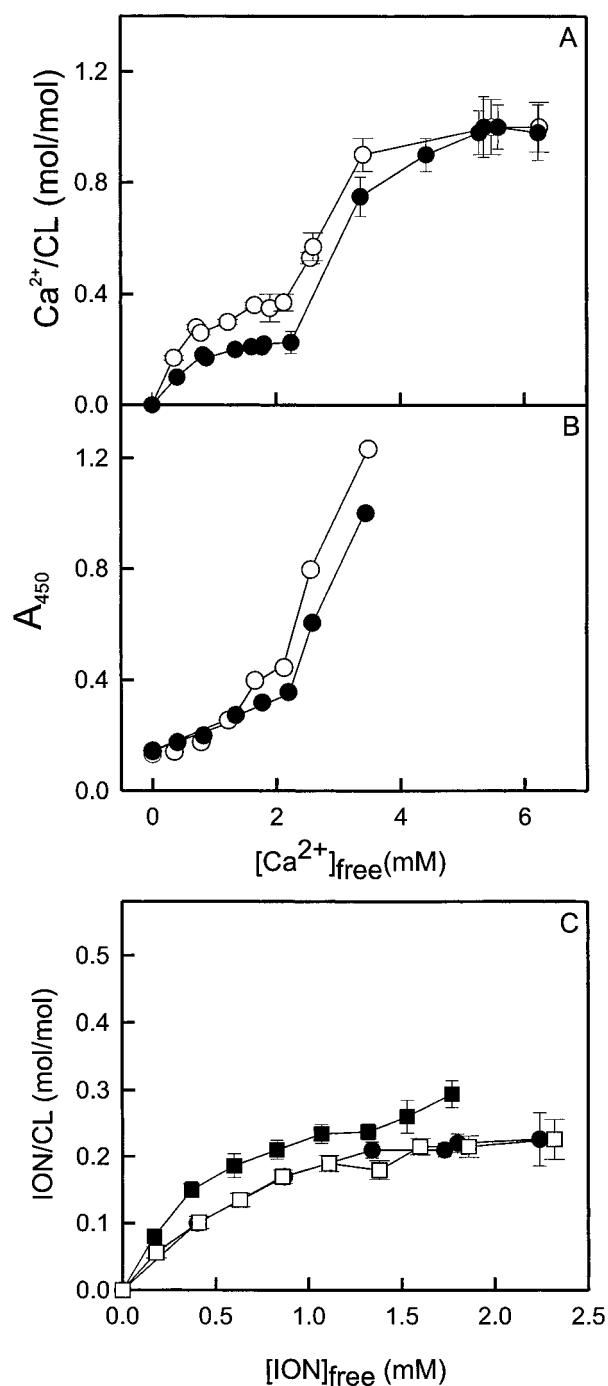 A
1.2
0.8
0.4
0.0
Ca²⁺/CL (mol/mol)
B
1.2
0.8
0.4
0.0
A₄₅₀
0 2 4 6
[Ca²⁺]free(mM)
C
0.5
0.4
0.3
0.2
0.1
0.0
ION/CL (mol/mol)
0.0 0.5 1.0 1.5 2.0 2.5
[ION]free (mM)